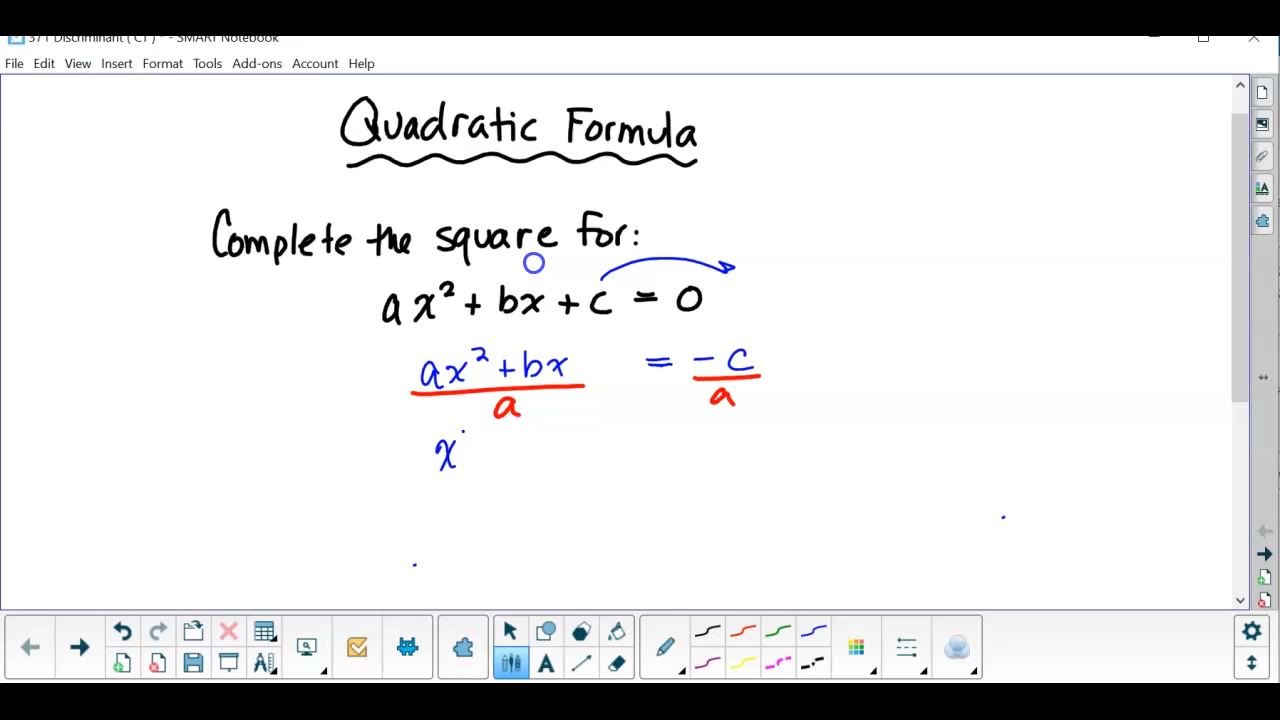 371 Discriminant ( CT ) * - SMART Notebook
File Edit View Insert Format Tools Add-ons Account Help
Quadratic Formula
Complete the square for:
ax² + bx + c = 0
ax² + bx = - c
a a
x